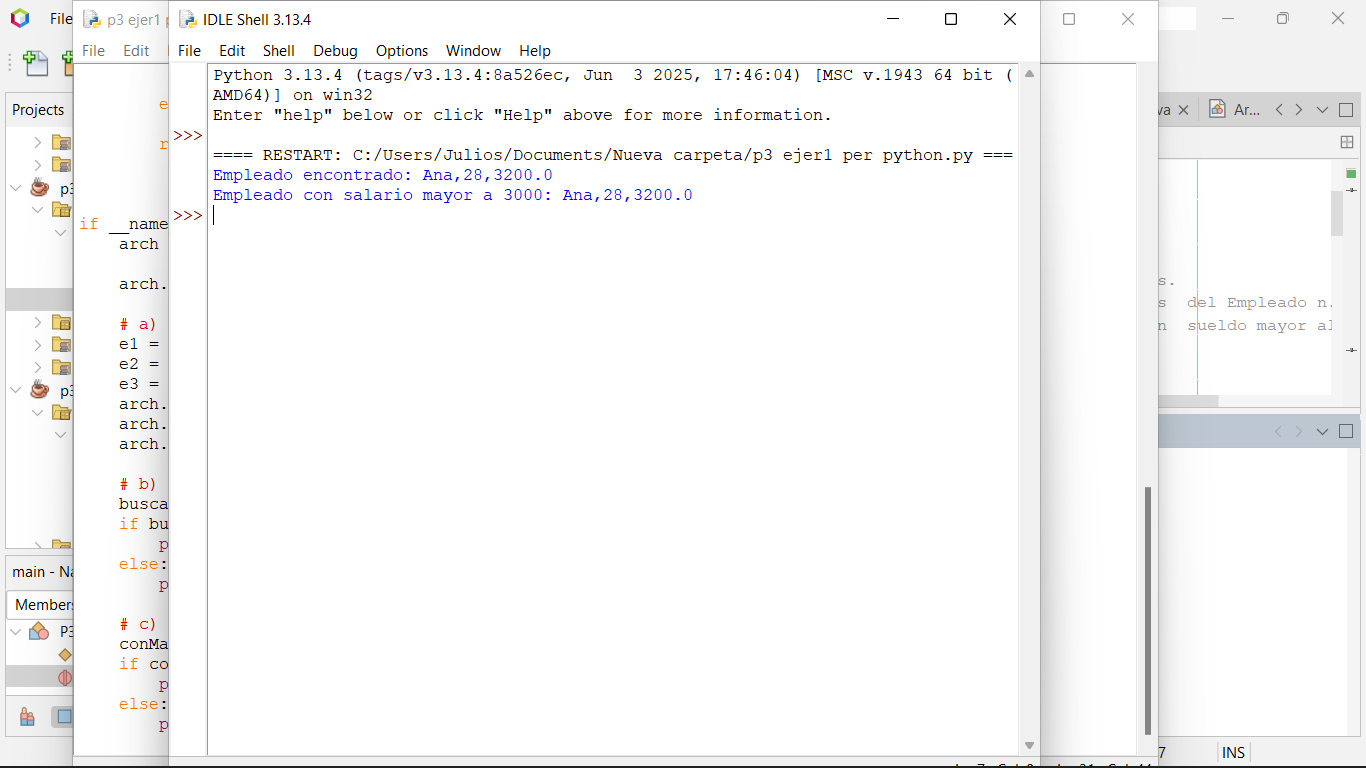 File
p3 ejer1 p
IDLE Shell 3.13.4
File Edit
File Edit Shell Debug Options Window Help
Python 3.13.4 (tags/v3.13.4:8a526ec, Jun  3 2025, 17:46:04) [MSC v.1943 64 bit (
AMD64)] on win32
Enter "help" below or click "Help" above for more information.
>>>
==== RESTART: C:/Users/Julios/Documents/Nueva carpeta/p3 ejer1 per python.py ===
Empleado encontrado: Ana,28,3200.0
Empleado con salario mayor a 3000: Ana,28,3200.0
>>>
e
r
if __name
arch
arch.
# a)
e1 =
e2 =
e3 =
arch.
arch.
arch.
# b)
busca
if bu
p
else:
p
# c)
conMa
if co
p
else:
p
Projects
p3
p3
main - Na
Members
P3
va
Ar...
s.
s  del Empleado n.
n  sueldo mayor al
7
INS